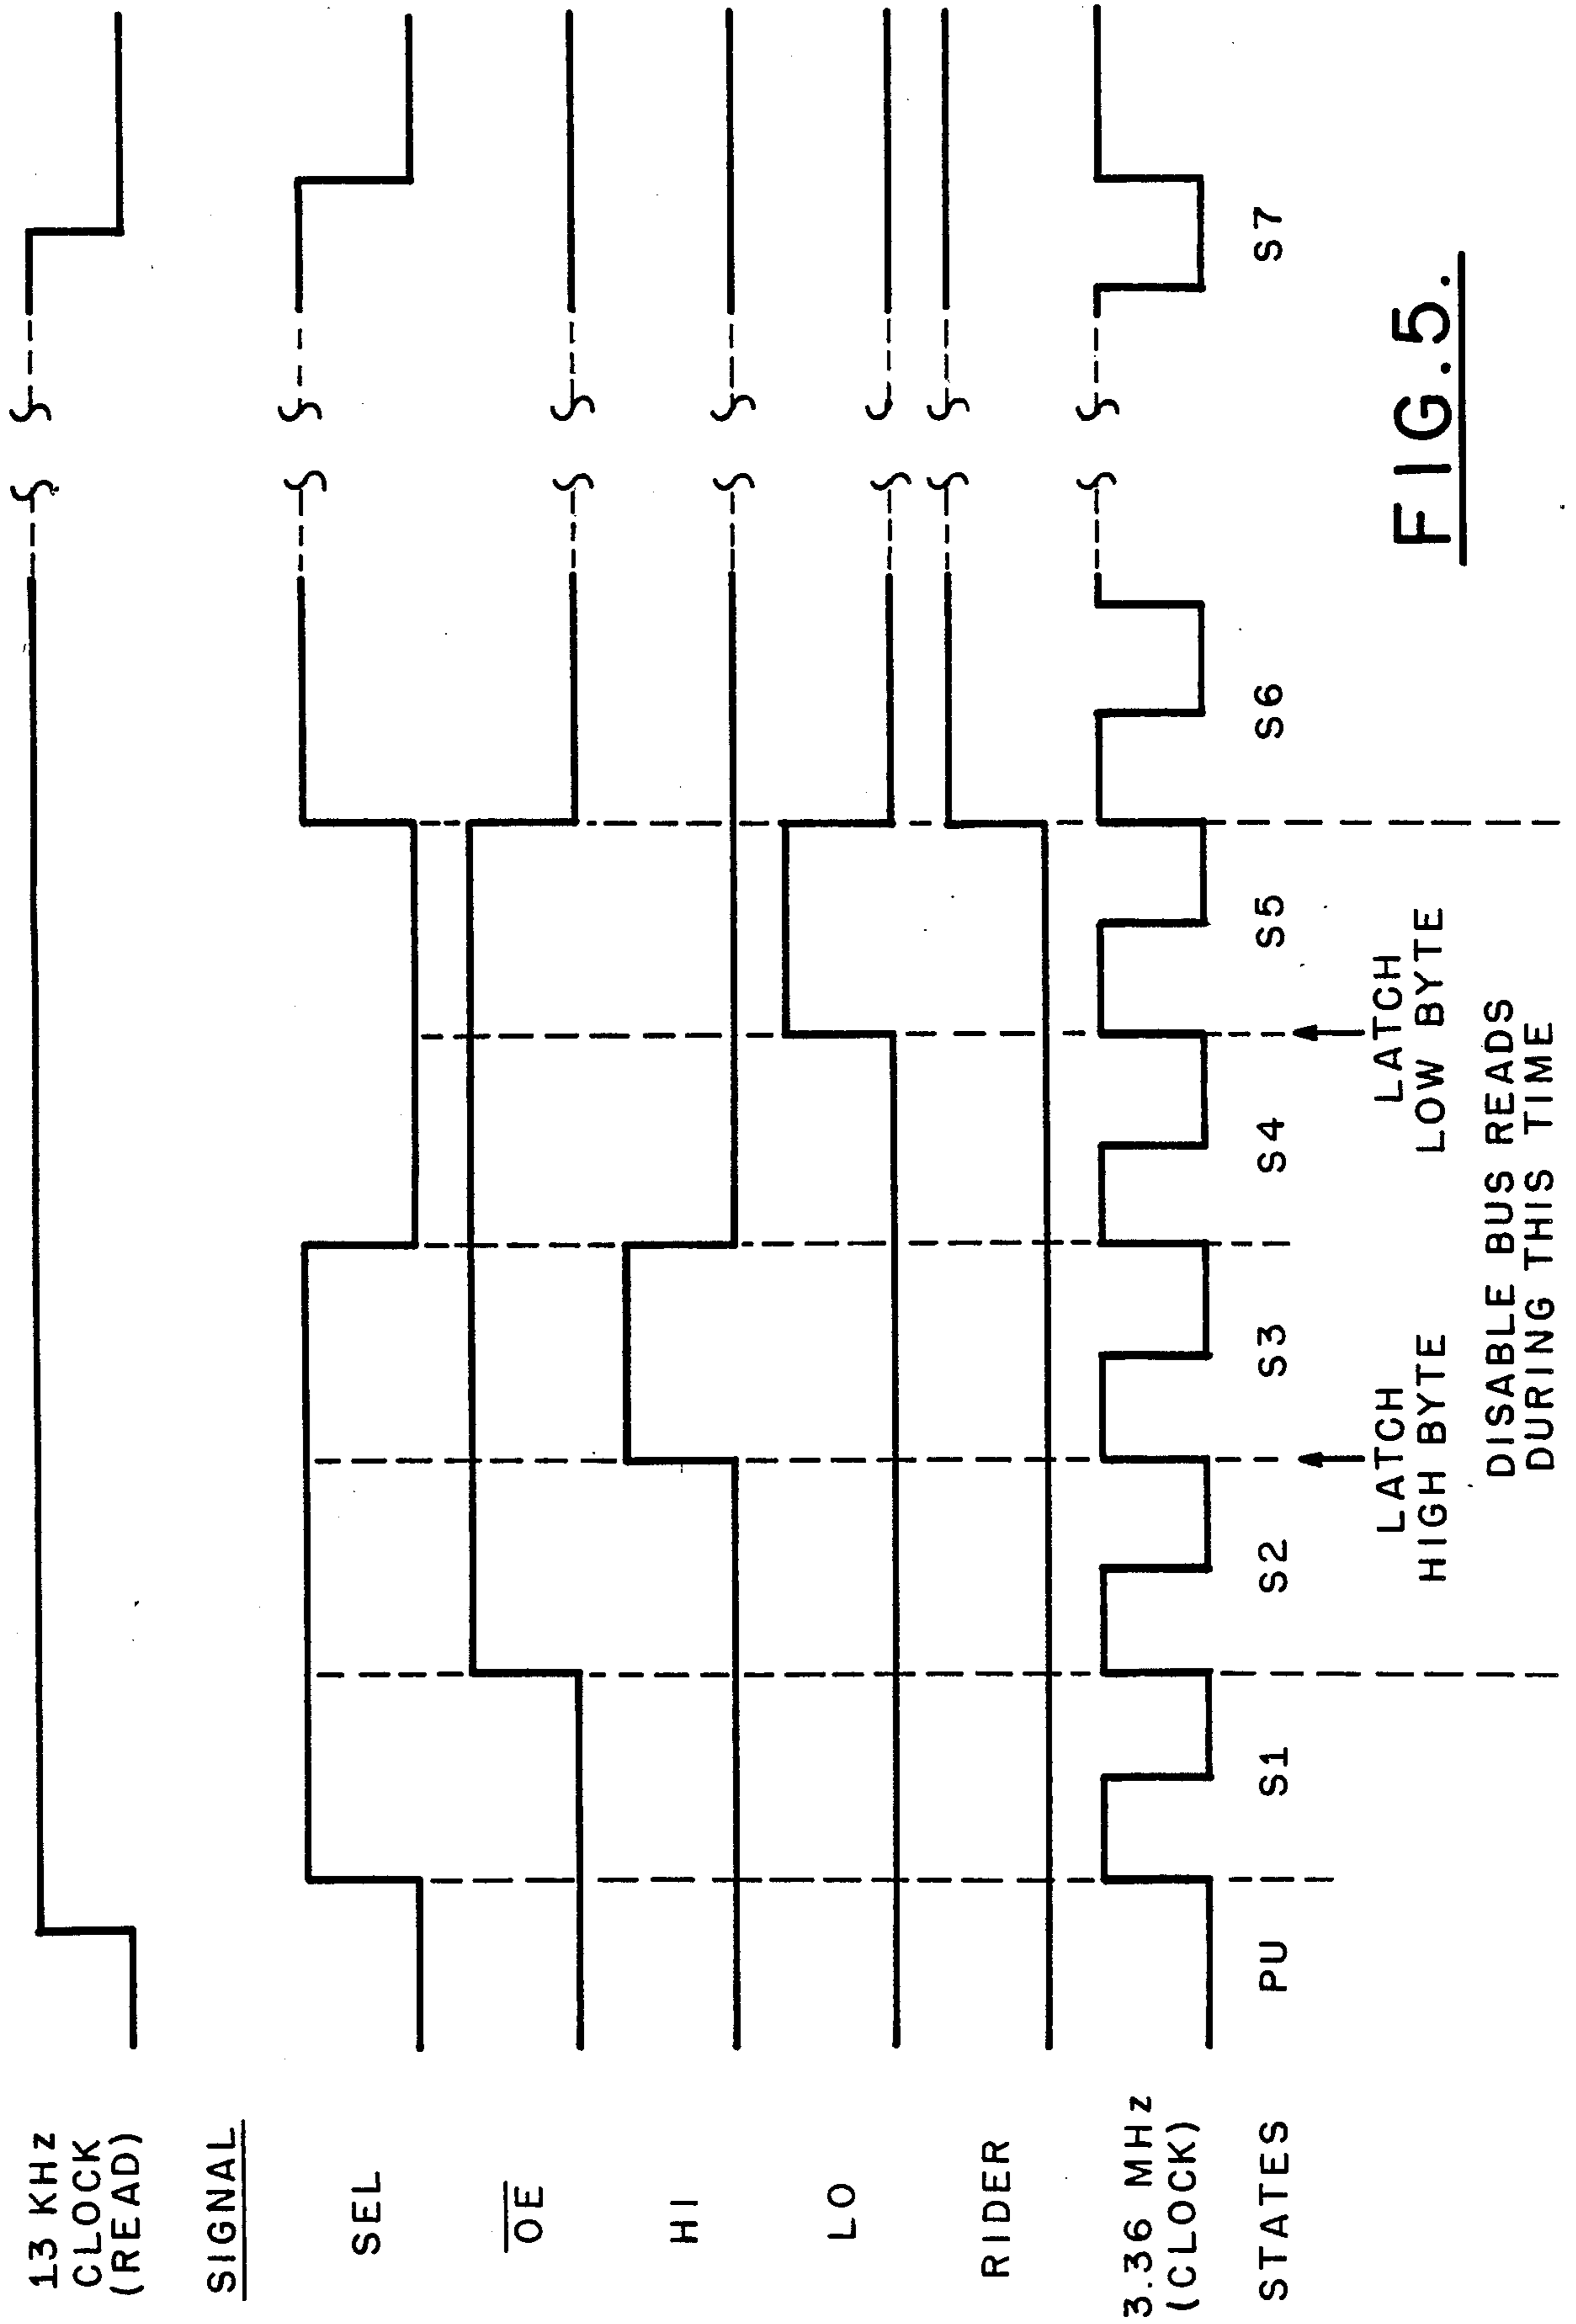 13 KHz
CLOCK
(READ)
SIGNAL
SEL
OE
HI
LO
RIDER
3.36 MHz
(CLOCK)
STATES
PU
S1
S2
S3
S4
S5
S6
S7
LATCH
HIGH BYTE
LATCH
LOW BYTE
DISABLE BUS READS
DURING THIS TIME
FIG.5.